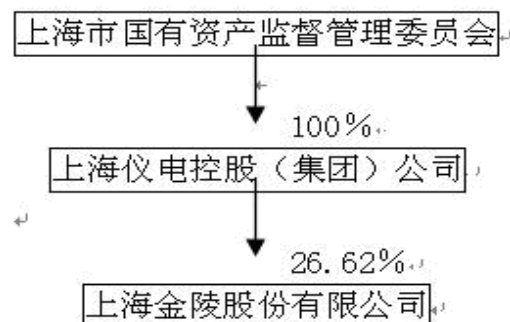 上海市国有资产监督管理委员会
100%
上海仪电控股（集团）公司
26.62%
上海金陵股份有限公司